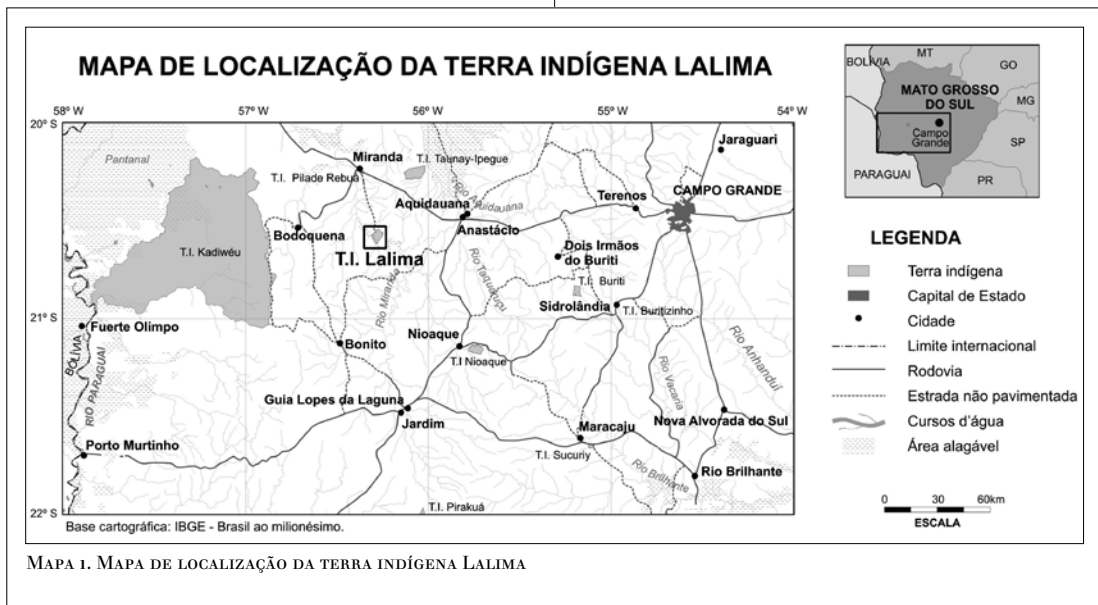 MAPA DE LOCALIZAÇÃO DA TERRA INDÍGENA LALIMA
58° W
57° W
56° W
55° W
54° W
20° S
21° S
22° S
Pantanal
Miranda
T.I. Pilade Rebuá
T.I. Taunay-Ipegue
Rio Aquidauana
Jaraguari
Aquidauana
Anastácio
Terenos
CAMPO GRANDE
T.I. Kadiwéu
Bodoquena
T.I. Lalima
Dois Irmãos
do Buriti
T.I. Buriti
Rio Miranda
Rio Taquaruçú
Sidrolândia
T.I. Buritizinho
Fuerte Olimpo
BOLÍVIA
RIO PARAGUAI
Bonito
Nioaque
T.I Nioaque
Rio Vacaria
Rio Anhanduí
Guia Lopes da Laguna
Jardim
Maracaju
Nova Alvorada do Sul
Porto Murtinho
T.I. Sucuriy
Rio Brilhante
Rio Brilhante
T.I. Pirakuá
Base cartográfica: IBGE - Brasil ao milionésimo.
BOLÍVIA
MT
GO
MATO GROSSO
DO SUL
MG
Campo
Grande
SP
PARAGUAI
PR
LEGENDA
Terra indígena
Capital de Estado
Cidade
Limite internacional
Rodovia
Estrada não pavimentada
Cursos d'água
Área alagável
0 30 60km
ESCALA
Mapa 1. Mapa de localização da terra indígena Lalima